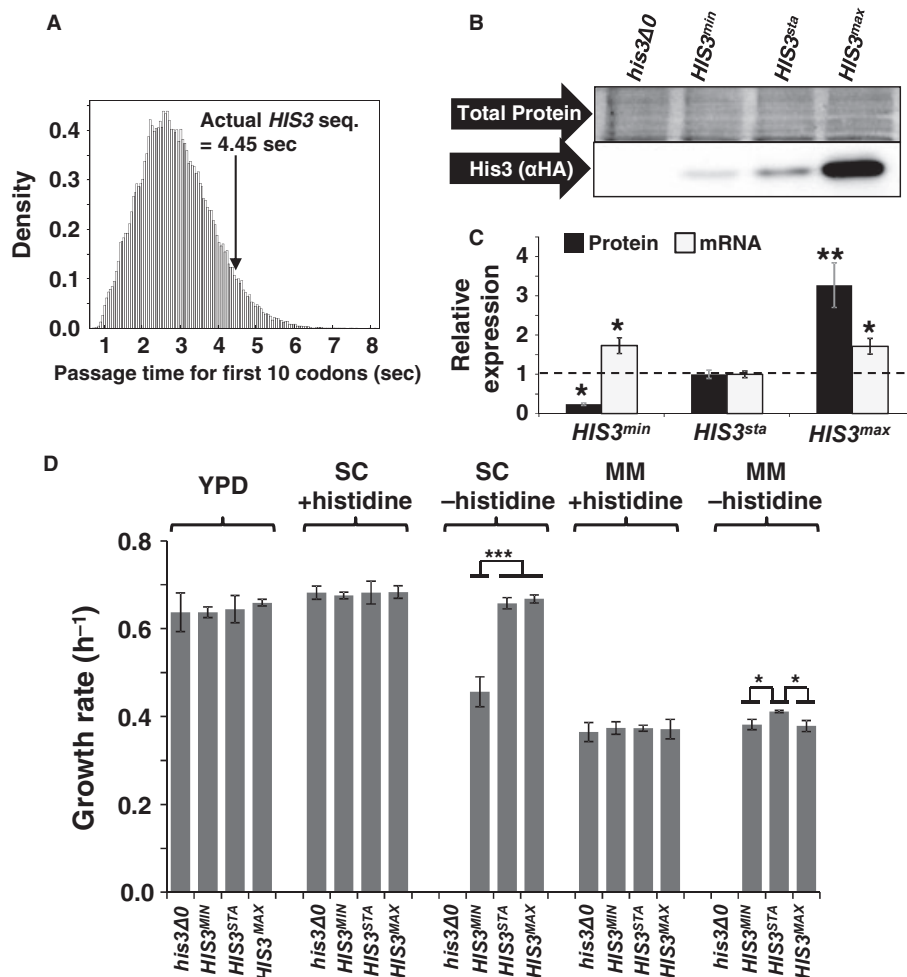 A
Actual HIS3 seq.
= 4.45 sec
Density
0.4
0.3
0.2
0.1
0.0
1 2 3 4 5 6 7 8
Passage time for first 10 codons (sec)
B
his3Δ0 HIS3min HIS3sta HIS3max
Total Protein
His3 (αHA)
C
Protein mRNA
Relative
expression
4
3
2
1
0
* * ** *
HIS3min HIS3sta HIS3max
D
YPD
SC
+histidine
SC
–histidine
MM
+histidine
MM
–histidine
Growth rate (h–1)
0.8
0.6
0.4
0.2
0.0
***
* *
his3Δ0 HIS3MIN HIS3STA HIS3MAX
his3Δ0 HIS3MIN HIS3STA HIS3MAX
his3Δ0 HIS3MIN HIS3STA HIS3MAX
his3Δ0 HIS3MIN HIS3STA HIS3MAX
his3Δ0 HIS3MIN HIS3STA HIS3MAX